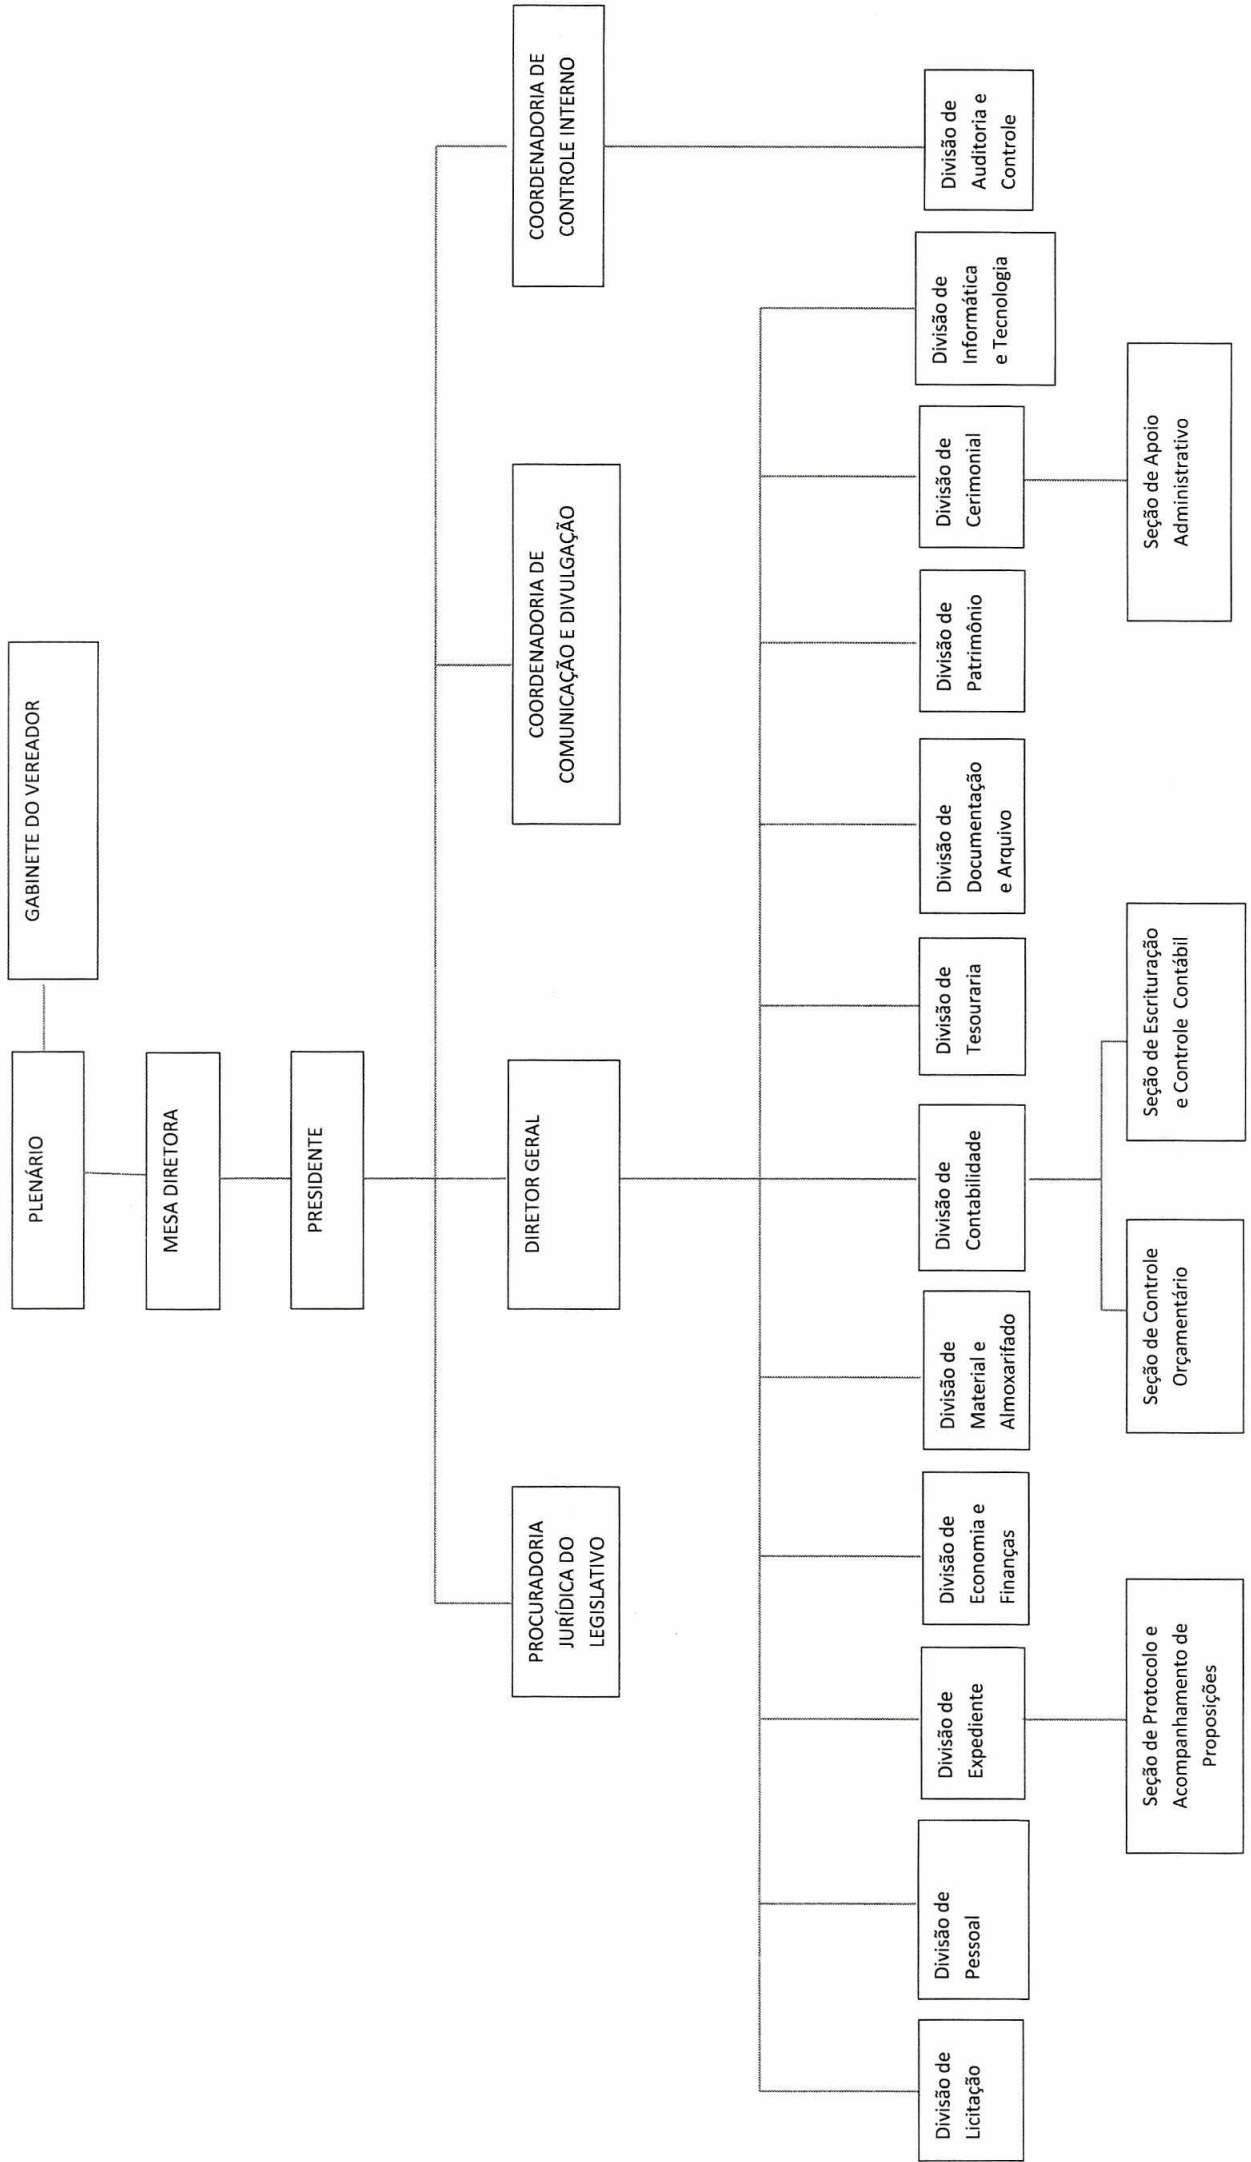 PLENÁRIO
GABINETE DO VEREADOR
MESA DIRETORA
PRESIDENTE
PROCURADORIA
JURÍDICA DO
LEGISLATIVO
DIRETOR GERAL
COORDENADORIA DE
COMUNICAÇÃO E DIVULGAÇÃO
COORDENADORIA DE
CONTROLE INTERNO
Divisão de
Licitação
Divisão de
Pessoal
Divisão de
Expediente
Divisão de
Economia e
Finanças
Divisão de
Material e
Almoxarifado
Divisão de
Contabilidade
Divisão de
Tesouraria
Divisão de
Documentação
e Arquivo
Divisão de
Patrimônio
Divisão de
Cerimonial
Divisão de
Informática
e Tecnologia
Divisão de
Auditoria e
Controle
Seção de Protocolo e
Acompanhamento de
Proposições
Seção de Controle
Orçamentário
Seção de Escrituração
e Controle Contábil
Seção de Apoio
Administrativo